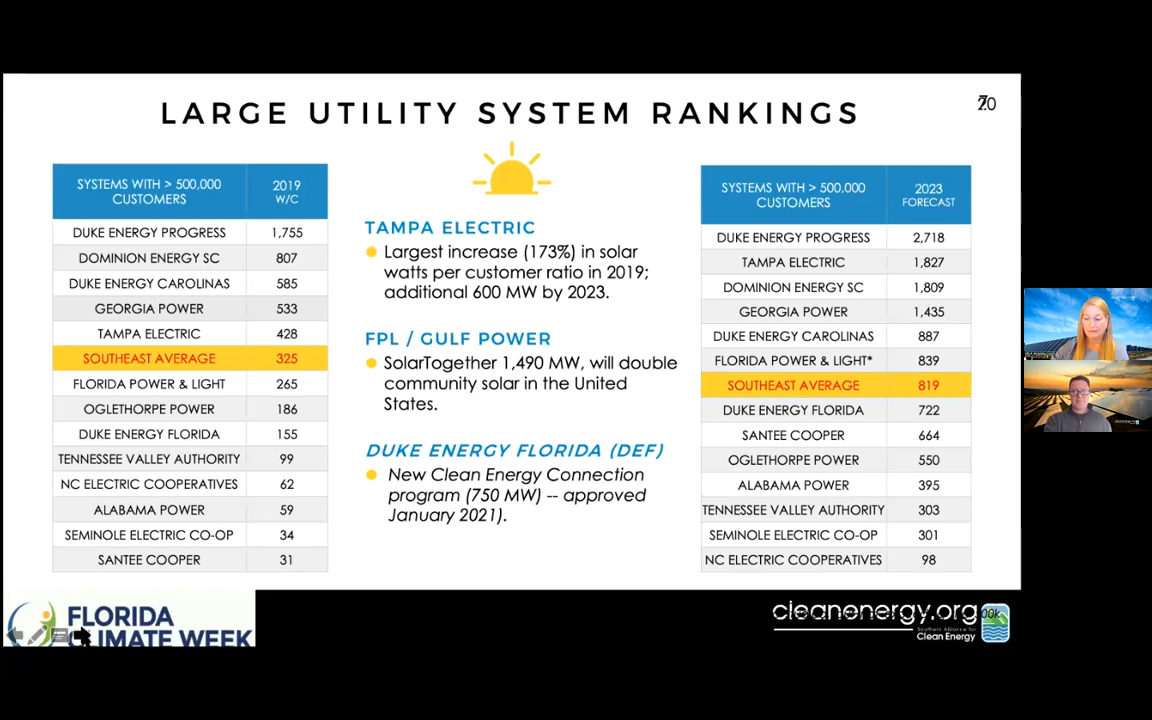 LARGE UTILITY SYSTEM RANKINGS
SYSTEMS WITH > 500,000 CUSTOMERS 2019 W/C
DUKE ENERGY PROGRESS 1,755
DOMINION ENERGY SC 807
DUKE ENERGY CAROLINAS 585
GEORGIA POWER 533
TAMPA ELECTRIC 428
SOUTHEAST AVERAGE 325
FLORIDA POWER & LIGHT 265
OGLETHORPE POWER 186
DUKE ENERGY FLORIDA 155
TENNESSEE VALLEY AUTHORITY 99
NC ELECTRIC COOPERATIVES 62
ALABAMA POWER 59
SEMINOLE ELECTRIC CO-OP 34
SANTEE COOPER 31
TAMPA ELECTRIC
Largest increase (173%) in solar
watts per customer ratio in 2019;
additional 600 MW by 2023.
FPL / GULF POWER
SolarTogether 1,490 MW, will double
community solar in the United
States.
DUKE ENERGY FLORIDA (DEF)
New Clean Energy Connection
program (750 MW) -- approved
January 2021).
SYSTEMS WITH > 500,000 CUSTOMERS 2023 FORECAST
DUKE ENERGY PROGRESS 2,718
TAMPA ELECTRIC 1,827
DOMINION ENERGY SC 1,809
GEORGIA POWER 1,435
DUKE ENERGY CAROLINAS 887
FLORIDA POWER & LIGHT* 839
SOUTHEAST AVERAGE 819
DUKE ENERGY FLORIDA 722
SANTEE COOPER 664
OGLETHORPE POWER 550
ALABAMA POWER 395
TENNESSEE VALLEY AUTHORITY 303
SEMINOLE ELECTRIC CO-OP 301
NC ELECTRIC COOPERATIVES 98
FLORIDA
CLIMATE WEEK
cleanenergy.org
Southern Alliance for
Clean Energy